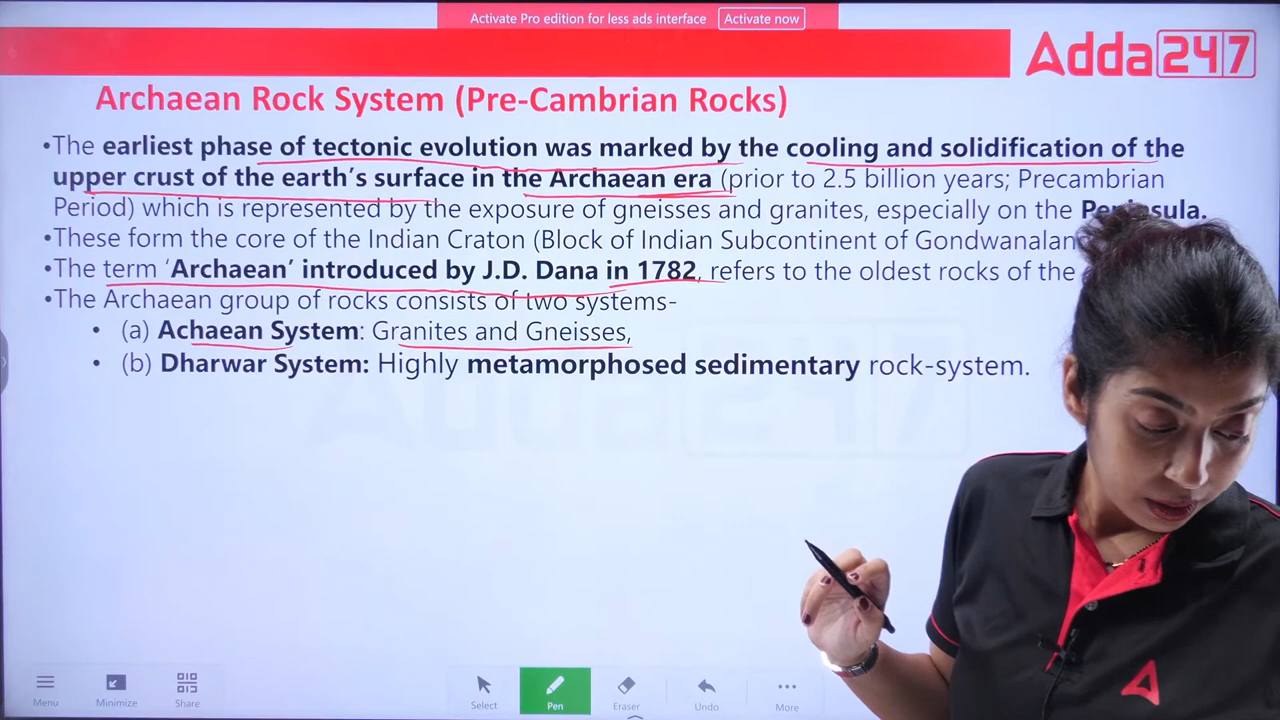 Activate Pro edition for less ads interface Activate now
Adda 247
Archaean Rock System (Pre-Cambrian Rocks)
•The earliest phase of tectonic evolution was marked by the cooling and solidification of the
upper crust of the earth's surface in the Archaean era (prior to 2.5 billion years; Precambrian
Period) which is represented by the exposure of gneisses and granites, especially on the Peninsula.
•These form the core of the Indian Craton (Block of Indian Subcontinent of Gondwanalan
•The term ‘Archaean’ introduced by J.D. Dana in 1782, refers to the oldest rocks of the
•The Archaean group of rocks consists of two systems-
• (a) Achaean System: Granites and Gneisses,
• (b) Dharwar System: Highly metamorphosed sedimentary rock-system.
Adda247
Menu Minimize Share Select Pen Eraser Undo More